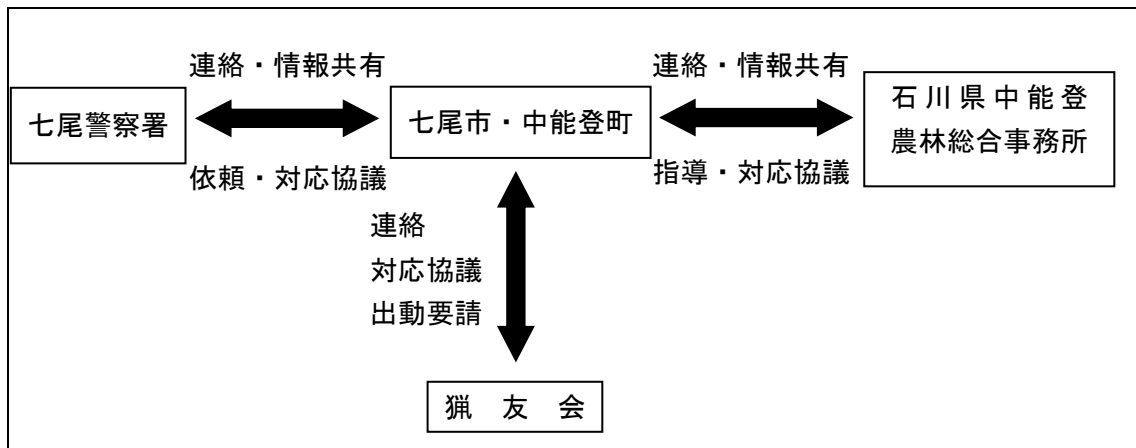 連絡・情報共有
連絡・情報共有
七尾警察署
七尾市・中能登町
石川県中能登
農林総合事務所
依頼・対応協議
指導・対応協議
連絡
対応協議
出動要請
猟友会